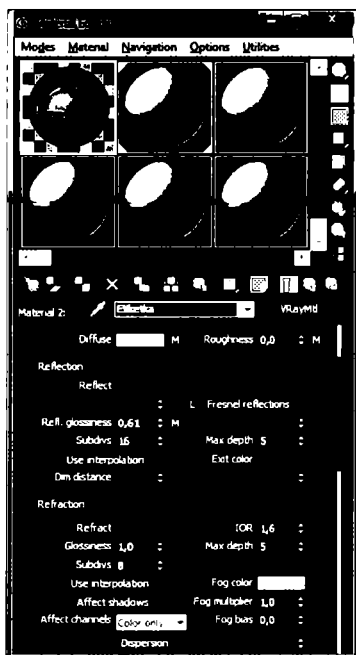 Modes Material Navigation Options Utilities
Material 2: Etiketka VRayMtl
Diffuse M Roughness 0,0 M
Reflection
Reflect
L Fresnel reflections
Refl. glossiness 0,61 M
Subdivs 16 Max depth 5
Use interpolation Exit color
Dim distance
Refraction
Refract IOR 1,6
Glossiness 1,0 Max depth 5
Subdivs 8
Use interpolation Fog color
Affect shadows Fog multiplier 1,0
Affect channels Color only Fog bias 0,0
Dispersion